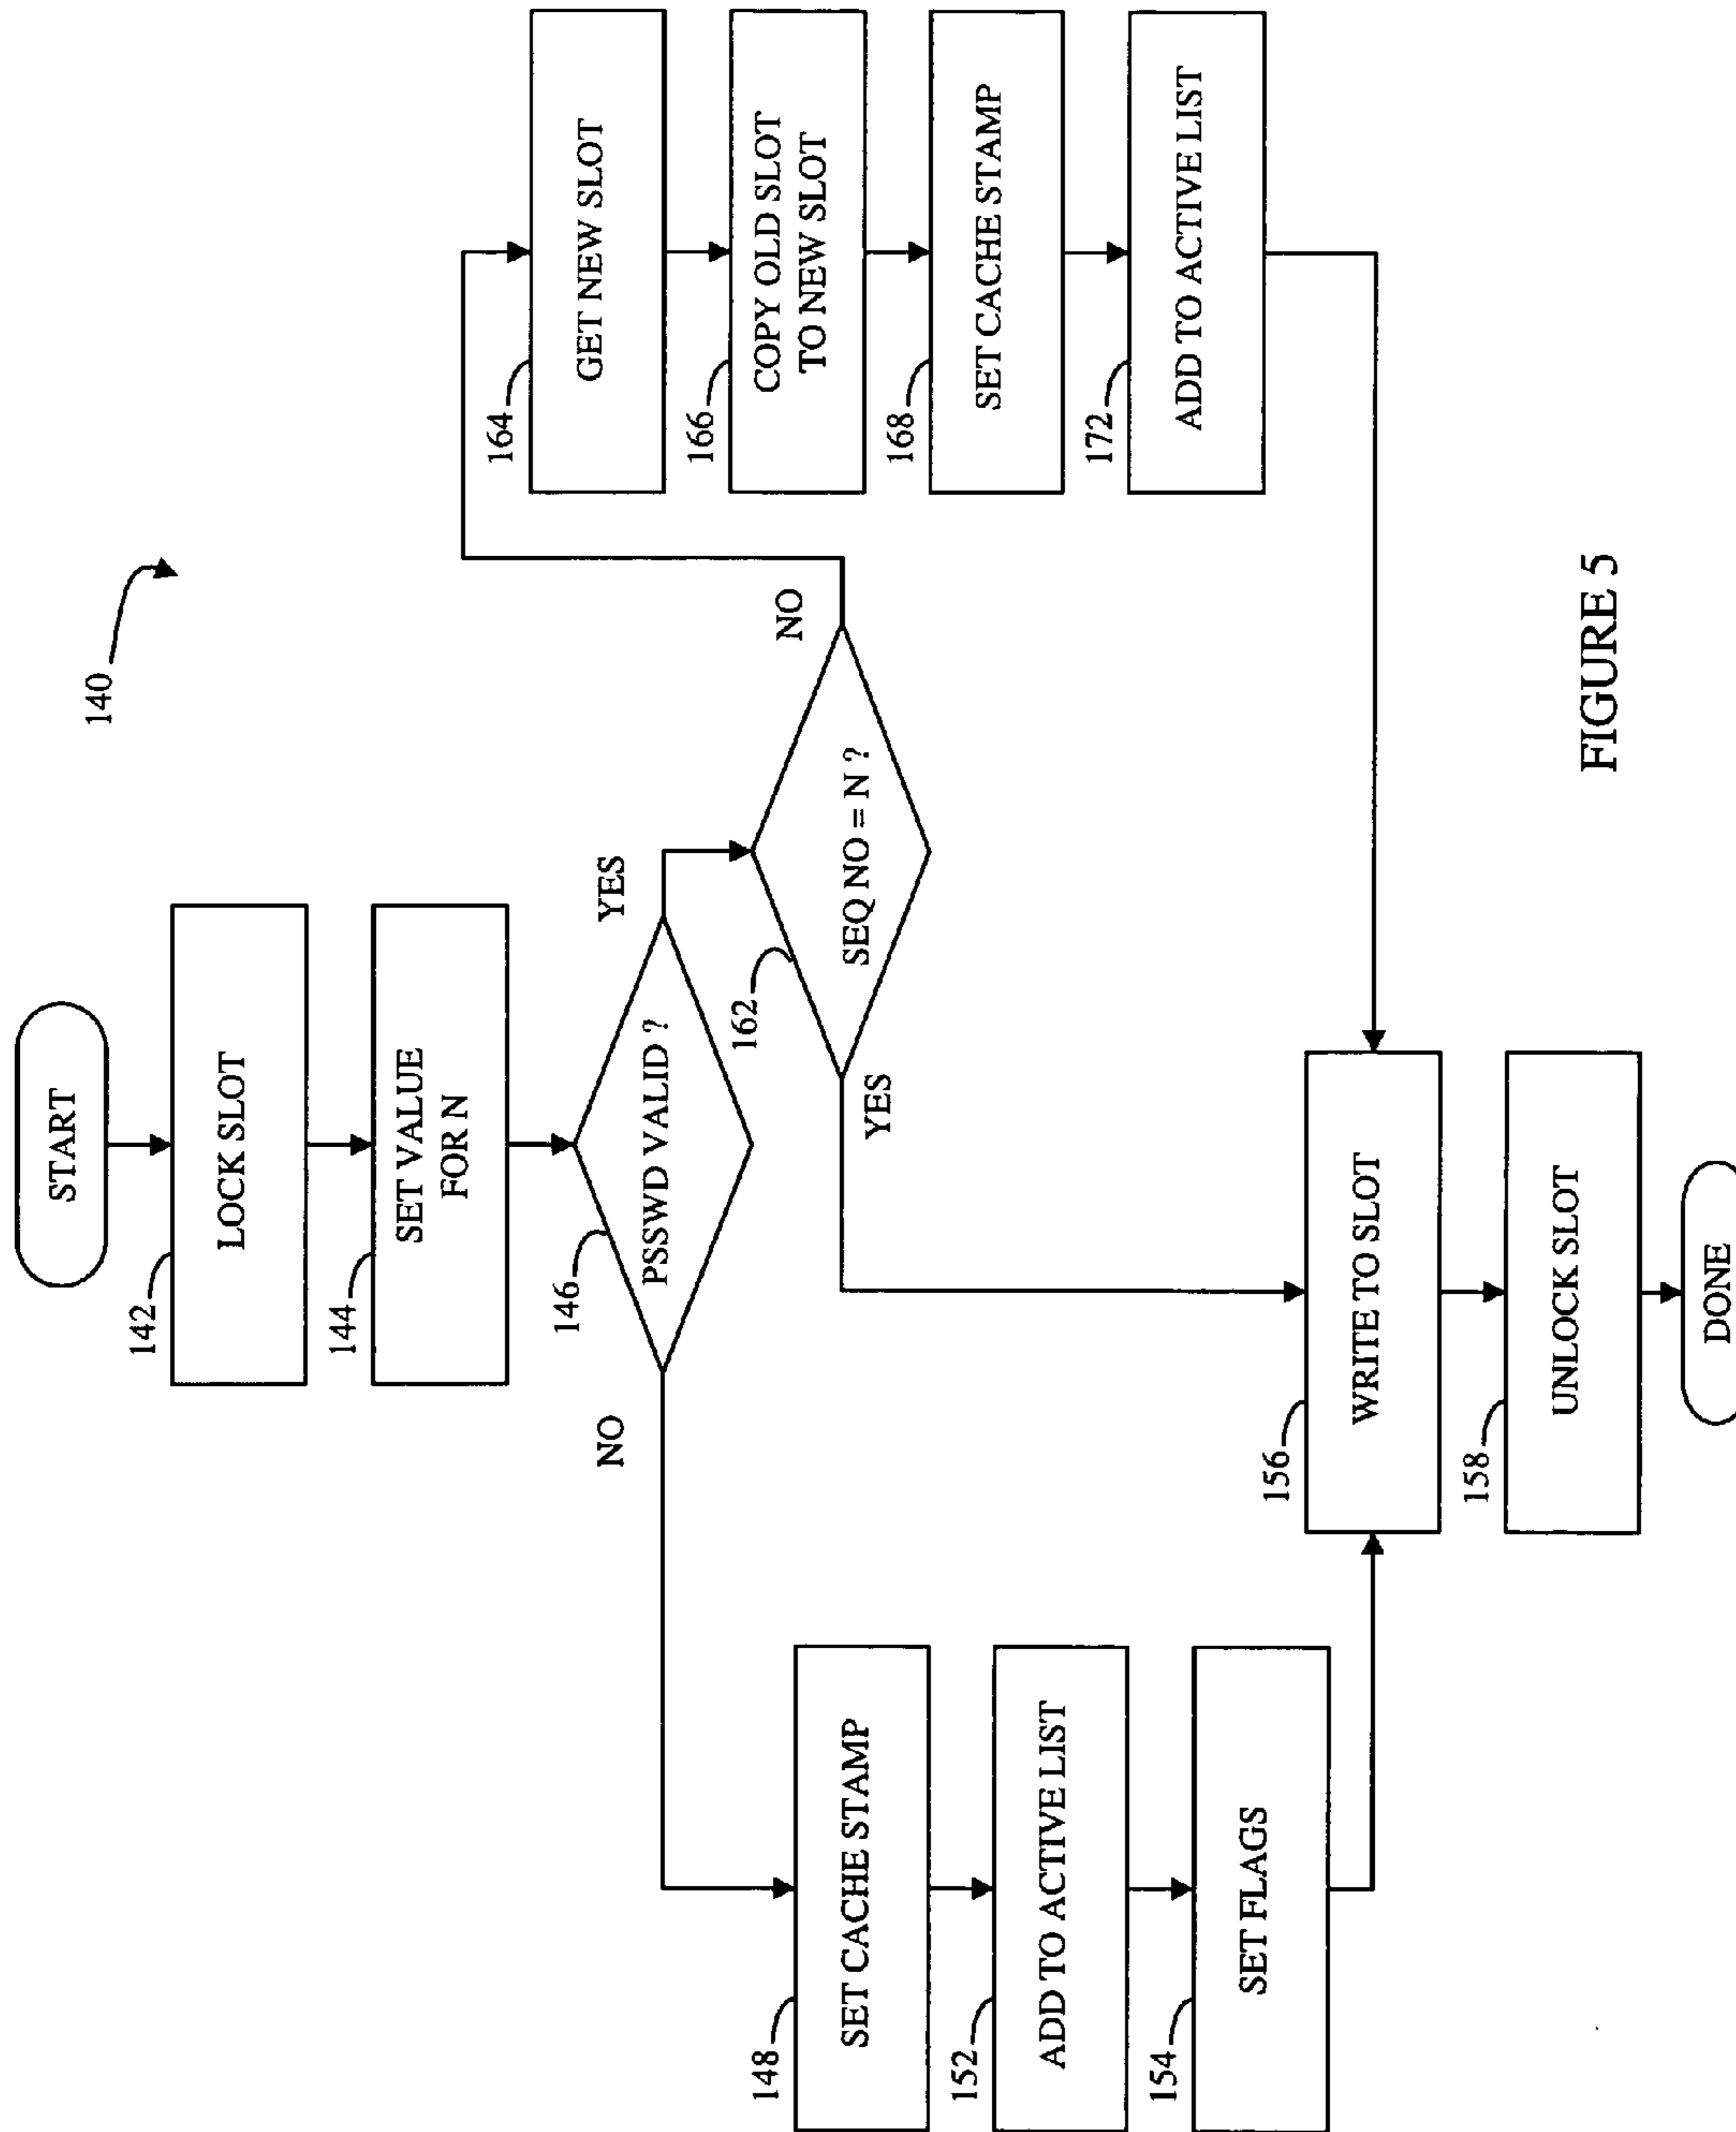 140
START
142
LOCK SLOT
144
SET VALUE
FOR N
146
PSSWD VALID ?
NO
YES
162
SEQ NO = N ?
YES
NO
148
SET CACHE STAMP
152
ADD TO ACTIVE LIST
154
SET FLAGS
164
GET NEW SLOT
166
COPY OLD SLOT
TO NEW SLOT
168
SET CACHE STAMP
172
ADD TO ACTIVE LIST
156
WRITE TO SLOT
158
UNLOCK SLOT
DONE
FIGURE 5